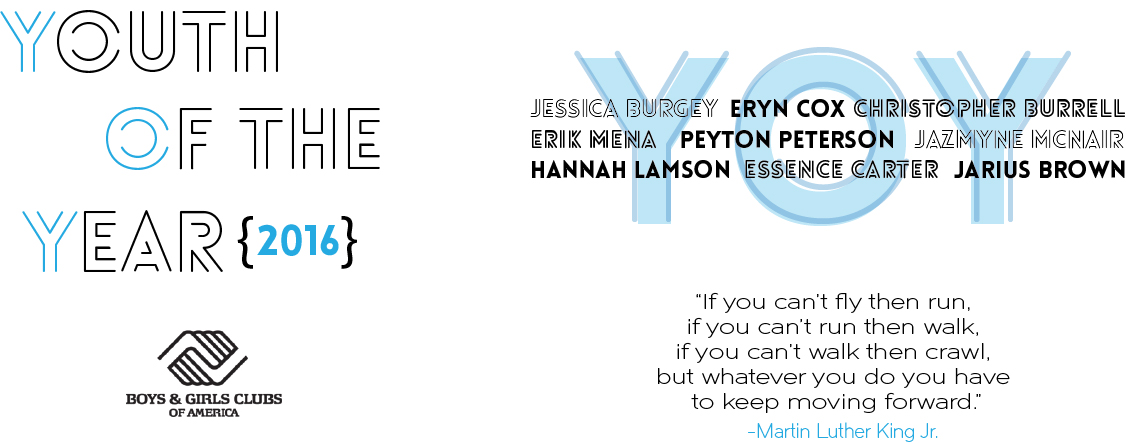 YOUTH
OF THE
YEAR {2016}
BOYS & GIRLS CLUBS
OF AMERICA
YOY
JESSICA BURGEY ERYN COX CHRISTOPHER BURRELL
ERIK MENA PEYTON PETERSON JAZMYNE MCNAIR
HANNAH LAMSON ESSENCE CARTER JARIUS BROWN
“If you can’t fly then run,
if you can’t run then walk,
if you can’t walk then crawl,
but whatever you do you have
to keep moving forward.”
-Martin Luther King Jr.